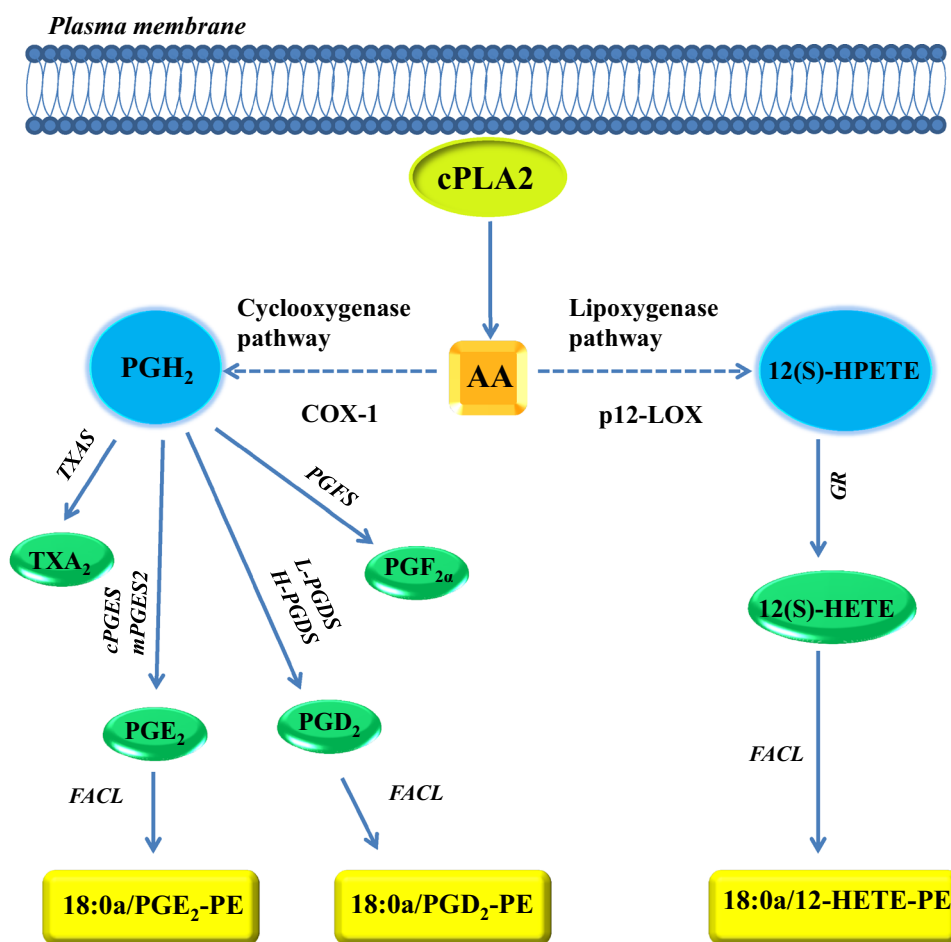 Plasma membrane
cPLA2
Cyclooxygenase
pathway
Lipoxygenase
pathway
PGH₂
AA
12(S)-HPETE
COX-1
p12-LOX
TXAS
PGFS
GR
TXA₂
PGF₂α
cPGES
mPGES2
L-PGDS
H-PGDS
12(S)-HETE
PGE₂
PGD₂
FACL
FACL
FACL
18:0a/PGE₂-PE
18:0a/PGD₂-PE
18:0a/12-HETE-PE